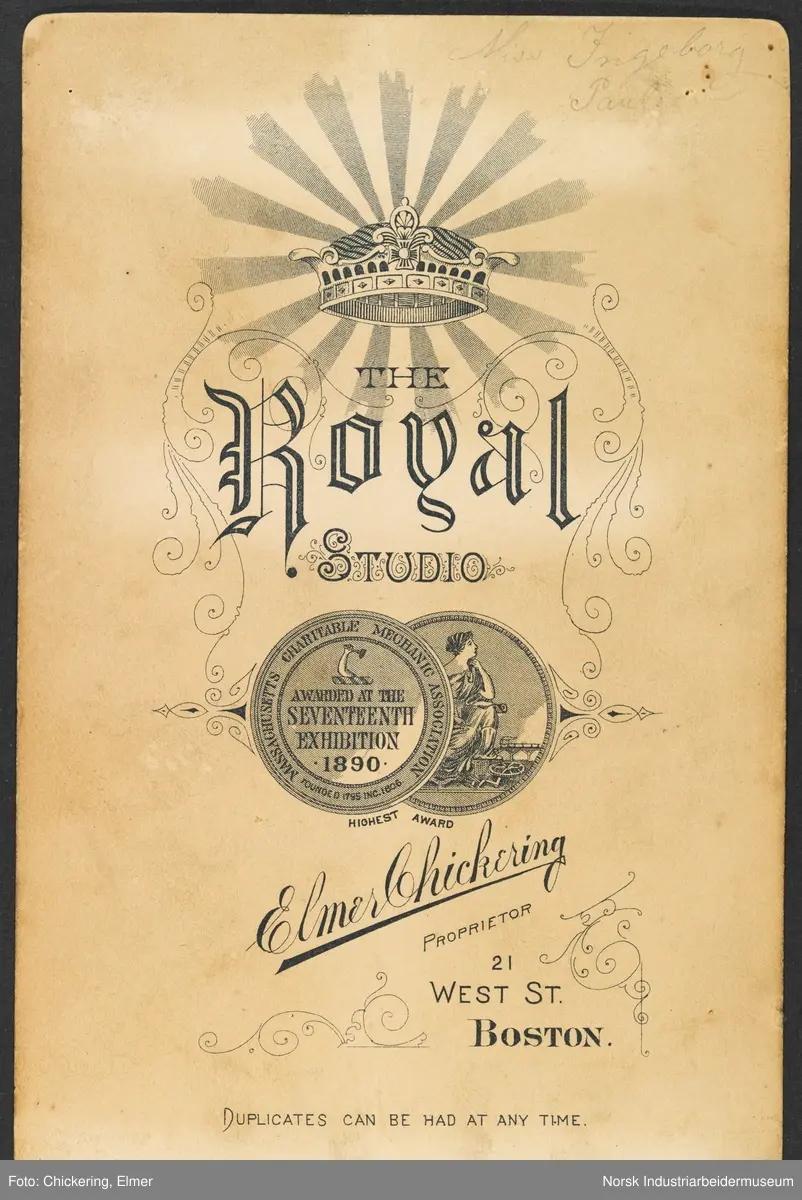 Miss Ingeborg
THE
Royal
STUDIO
MASSACHUSETTS CHARITABLE MECHANIC ASSOCIATION
AWARDED AT THE
SEVENTEENTH
EXHIBITION
·1890·
FOUNDED 1795 INC. 1806
HIGHEST AWARD
Elmer Chickering
PROPRIETOR
21
WEST ST.
BOSTON.
DUPLICATES CAN BE HAD AT ANY TIME.
Foto: Chickering, Elmer
Norsk Industriarbeidermuseum